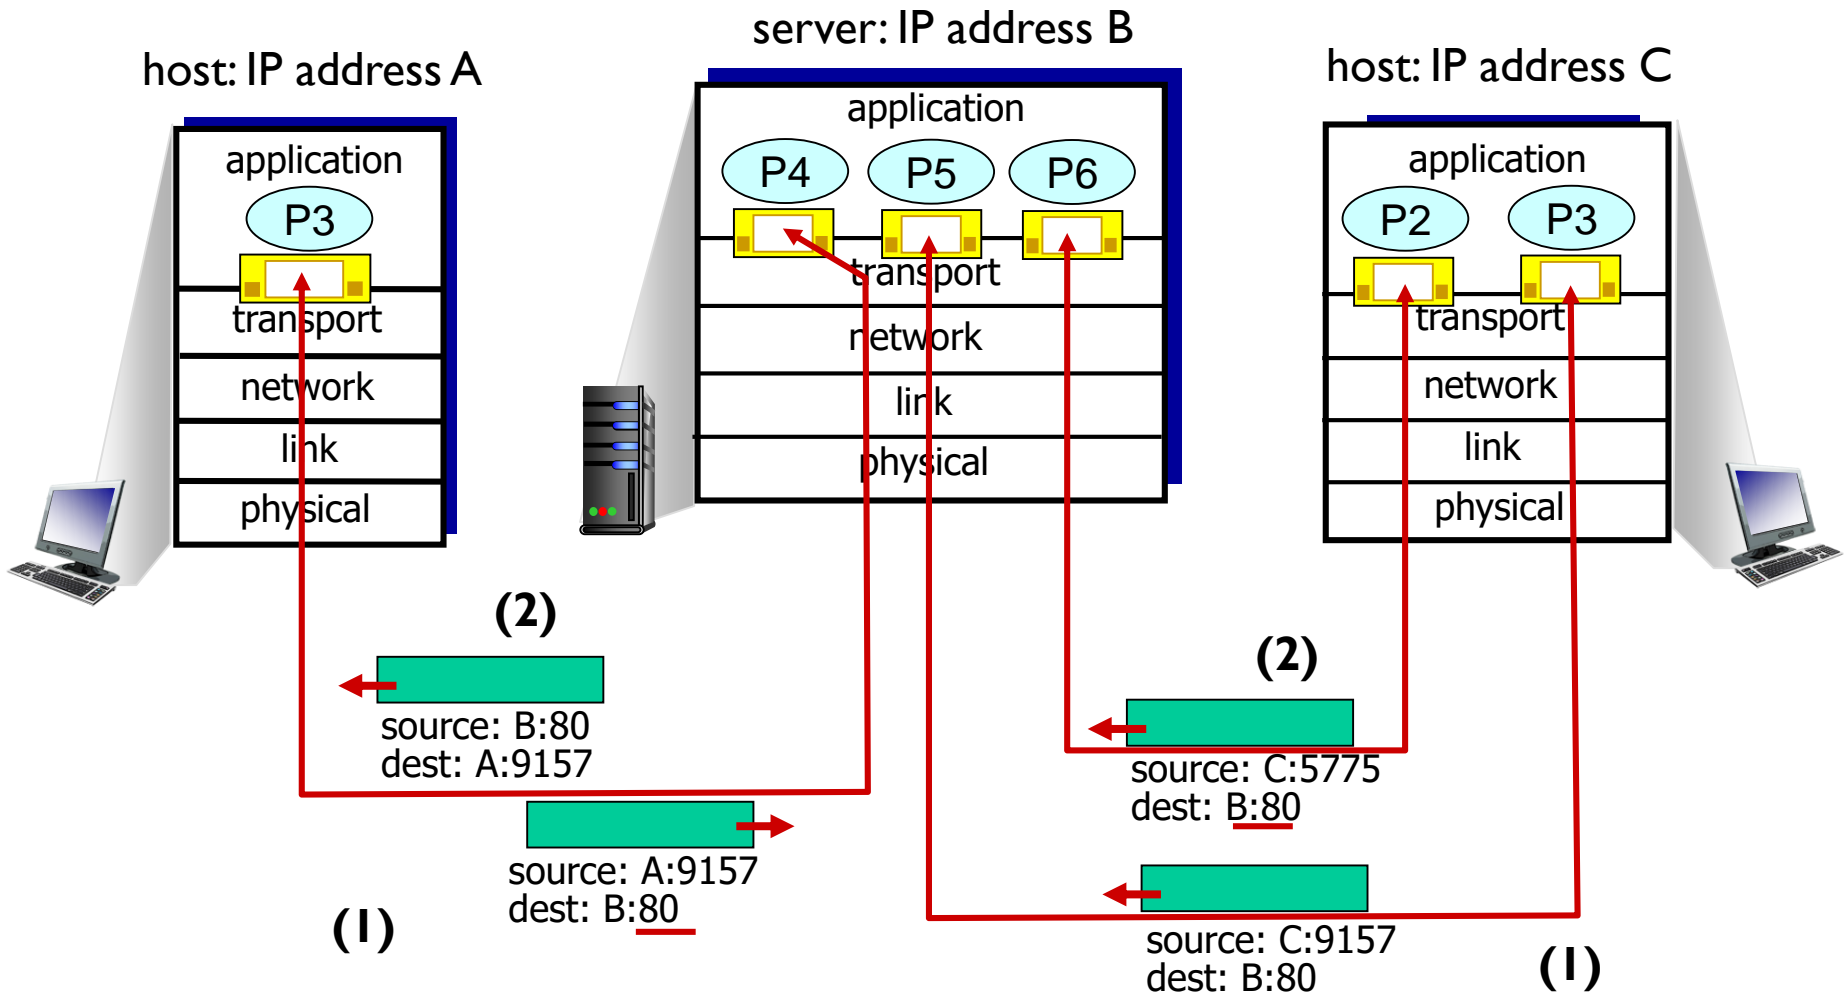 server: IP address B
host: IP address A
host: IP address C
application
P3
transport
network
link
physical
application
P4 P5 P6
transport
network
link
physical
application
P2 P3
transport
network
link
physical
(2)
source: B:80
dest: A:9157
source: A:9157
dest: B:80
(1)
(2)
source: C:5775
dest: B:80
source: C:9157
dest: B:80
(1)